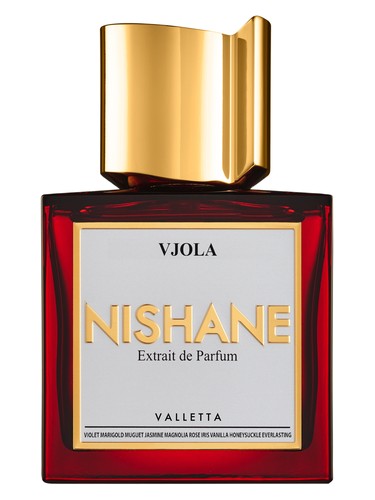 VJOLA
NISHANE
Extrait de Parfum
VALLETTA
VIOLET MARIGOLD MUGUET JASMINE MAGNOLIA ROSE IRIS VANILLA HONEYSUCKLE EVERLASTING